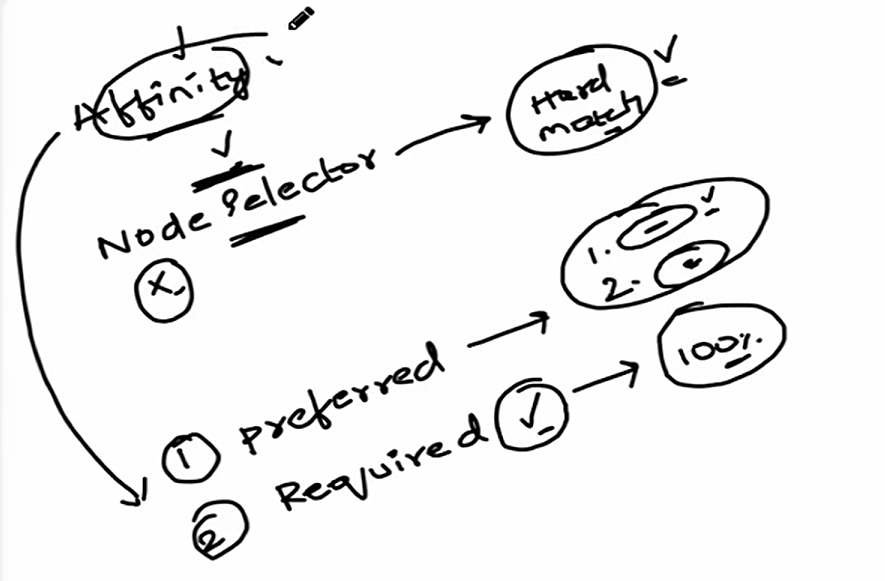 Affinity
Hard
match
Node Selector
X
1.
2.
100%
1 preferred
2 Required